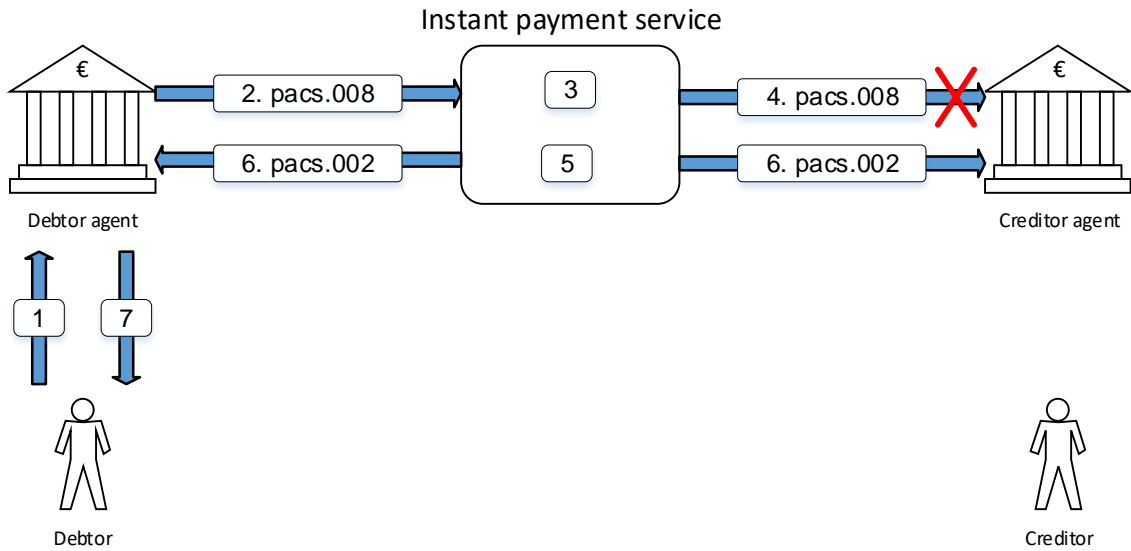 Instant payment service
€
2. pacs.008
3
4. pacs.008
€
6. pacs.002
5
6. pacs.002
Debtor agent
Creditor agent
1
7
Debtor
Creditor